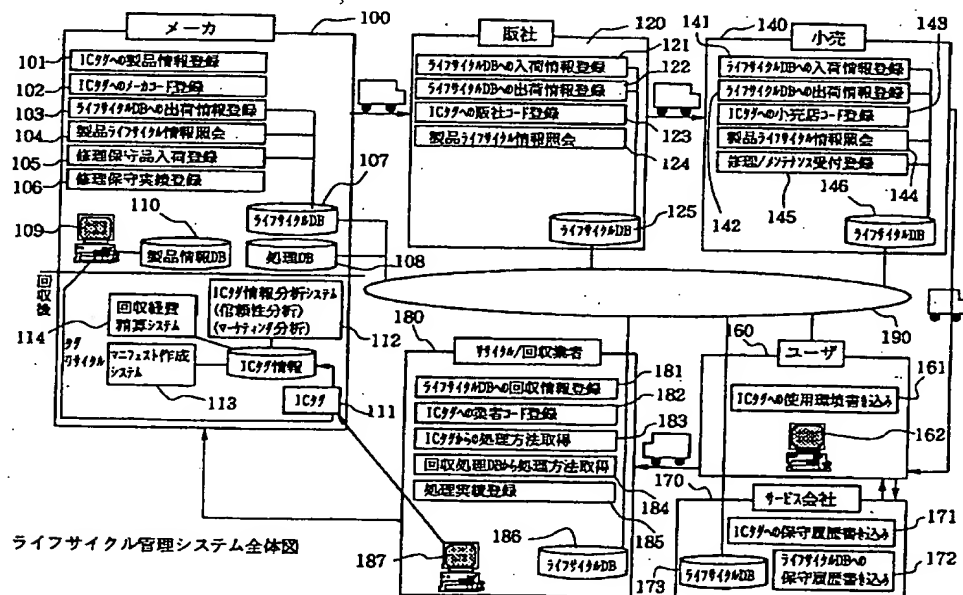 メーカ
100
101
ICタグへの製品情報登録
102
ICタグへのメーカコード登録
103
ライフサイクルDBへの出荷情報登録
104
製品ライフサイクル情報照会
105
修理保守品入荷登録
106
修理保守実績登録
107
ライフサイクルDB
108
処理DB
109
110
製品情報DB
回収後
114
回収経費
精算システム
ICタグ情報分析システム
(信頼性分析)
(マーケティング分析)
112
タグ
リサイクル
マニフェスト作成
システム
113
ICタグ情報
ICタグ
111
販社
120
ライフサイクルDBへの入荷情報登録
121
ライフサイクルDBへの出荷情報登録
122
ICタグへの販社コード登録
123
製品ライフサイクル情報照会
124
ライフサイクルDB
125
小売
140
141
143
ライフサイクルDBへの入荷情報登録
ライフサイクルDBへの出荷情報登録
142
ICタグへの小売店コード登録
製品ライフサイクル情報照会
144
修理/メンテナンス受付登録
145
146
ライフサイクルDB
190
180
リサイクル/回収業者
ライフサイクルDBへの回収情報登録
181
ICタグへの業者コード登録
182
ICタグからの処理方法取得
183
回収処理DBから処理方法取得
184
処理実績登録
185
186
ライフサイクルDB
187
160
ユーザ
161
ICタグへの使用環境書き込み
162
170
サービス会社
ICタグへの保守履歴書き込み
171
ライフサイクルDBへの
保守履歴書き込み
172
ライフサイクルDB
173
ライフサイクル管理システム全体図